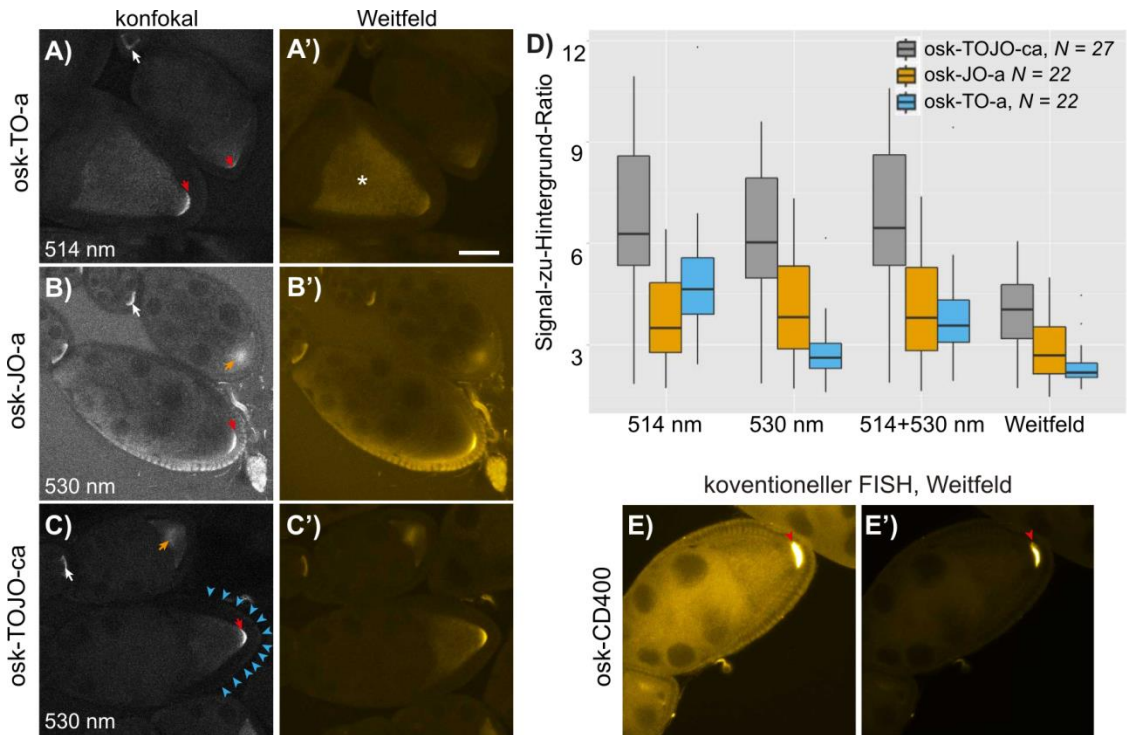 konfokal
Weitfeld
osk-TO-a
A)
A')
*
514 nm
osk-JO-a
B)
B')
530 nm
osk-TOJO-ca
C)
C')
530 nm
D)
Signal-zu-Hintergrund-Ratio
12
9
6
3
osk-TOJO-ca, N = 27
osk-JO-a N = 22
osk-TO-a, N = 22
514 nm 530 nm 514+530 nm Weitfeld
koventioneller FISH, Weitfeld
osk-CD400
E)
E')